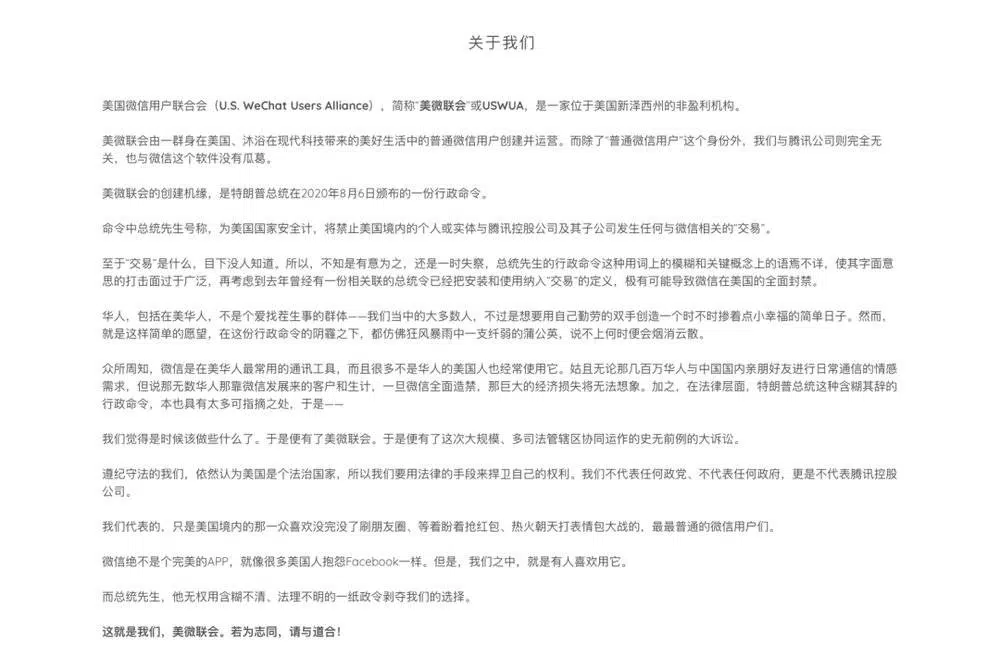 关于我们
美国微信用户联合会（U.S. WeChat Users Alliance），简称“美微联会”或USWUA，是一家位于美国新泽西州的非盈利机构。
美微联会由一群身在美国、沐浴在现代科技带来的美好生活中的普通微信用户创建并运营。而除了“普通微信用户”这个身份外，我们与腾讯公司则完全无
关，也与微信这个软件没有瓜葛。
美微联会的创建机缘，是特朗普总统在2020年8月6日颁布的一份行政命令。
命令中总统先生号称，为美国国家安全计，将禁止美国境内的个人或实体与腾讯控股公司及其子公司发生任何与微信相关的“交易”。
至于“交易”是什么，目下没人知道。所以，不知是有意为之，还是一时失察，总统先生的行政命令这种用词上的模糊和关键概念上的语焉不详，使其字面意
思的打击面过于广泛，再考虑到去年曾经有一份相关联的总统令已经把安装和使用纳入“交易”的定义，极有可能导致微信在美国的全面封禁。
华人，包括在美华人，不是个爱找茬生事的群体——我们当中的大多数人，不过是想要用自己勤劳的双手创造一个时不时掺着点小幸福的简单日子。然而，
就是这样简单的愿望，在这份行政命令的阴霾之下，都仿佛狂风暴雨中一支纤弱的蒲公英，说不上何时便会烟消云散。
众所周知，微信是在美华人最常用的通讯工具，而且很多不是华人的美国人也经常使用它。姑且无论那几百万华人与中国国内亲朋好友进行日常通信的情感
需求，但说那无数华人那靠微信发展来的客户和生计，一旦微信全面造禁，那巨大的经济损失将无法想象。加之，在法律层面，特朗普总统这种含糊其辞的
行政命令，本也具有太多可指摘之处，于是——
我们觉得是时候该做些什么了。于是便有了美微联会。于是便有了这次大规模、多司法管辖区协同运作的史无前例的大诉讼。
遵纪守法的我们，依然认为美国是个法治国家，所以我们要用法律的手段来捍卫自己的权利。我们不代表任何政党、不代表任何政府，更是不代表腾讯控股
公司。
我们代表的，只是美国境内的那一众喜欢没完没了刷朋友圈、等着盼着抢红包、热火朝天打表情包大战的，最最普通的微信用户们。
微信绝不是个完美的APP，就像很多美国人抱怨Facebook一样。但是，我们之中，就是有人喜欢用它。
而总统先生，他无权用含糊不清、法理不明的一纸政令剥夺我们的选择。
这就是我们，美微联会。若为志同，请与道合！